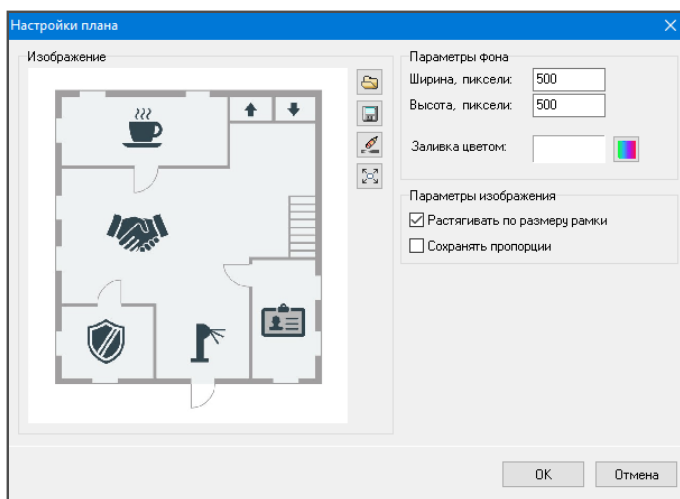 Настройки плана
Изображение
Параметры фона
Ширина, пиксели: 500
Высота, пиксели: 500
Заливка цветом:
Параметры изображения
Растягивать по размеру рамки
Сохранять пропорции
OK
Отмена